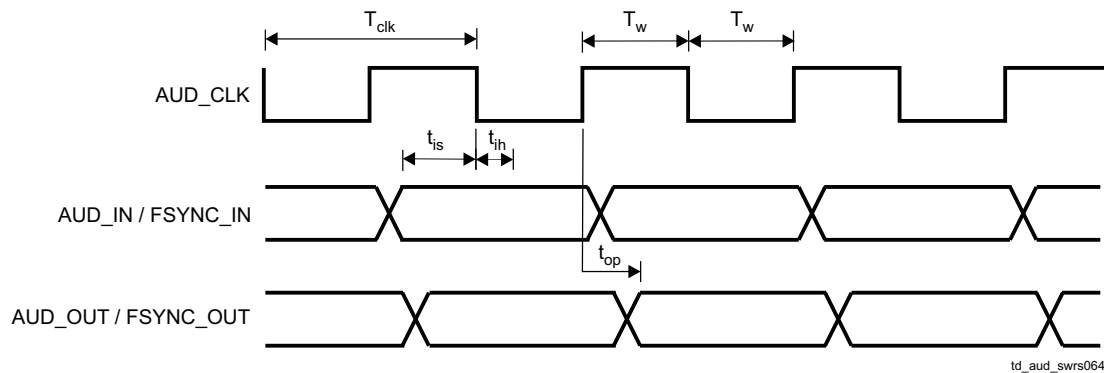 T_clk T_w T_w
AUD_CLK
t_is t_ih
AUD_IN / FSYNC_IN
t_op
AUD_OUT / FSYNC_OUT
td_aud_swrs064